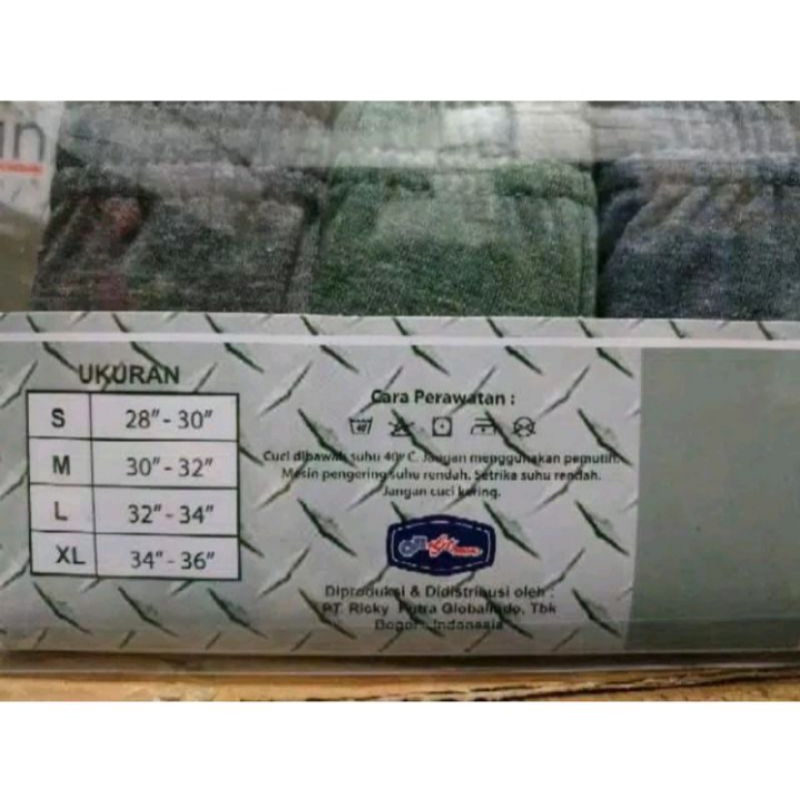 UKURAN
S 28" - 30"
M 30" - 32"
L 32" - 34"
XL 34" - 36"
Cara Perawatan :
40
Cuci dibawah suhu 40° C. Jangan menggunakan pemutih.
Mesin pengering suhu rendah. Setrika suhu rendah.
Jangan cuci kering.
Diproduksi & Didistribusi oleh :
PT. Ricky Putra Globalindo, Tbk
Bogor - Indonesia